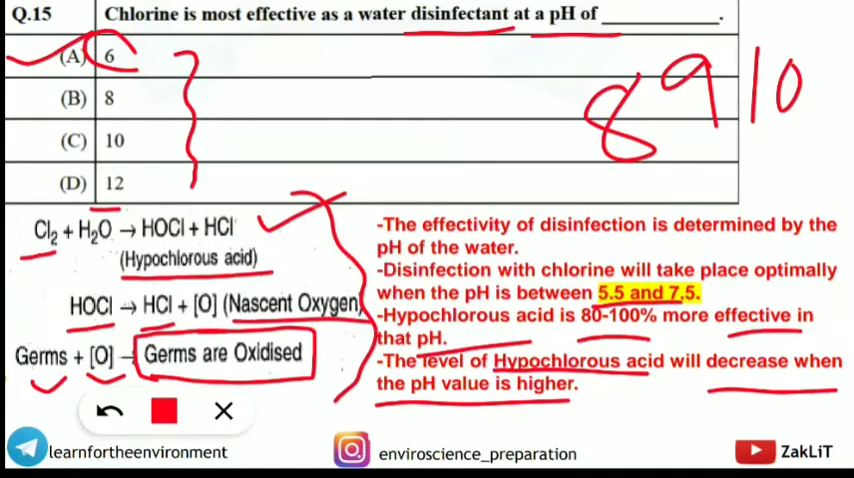 Q.15 Chlorine is most effective as a water disinfectant at a pH of ____________.
(A) 6
(B) 8
(C) 10
(D) 12
8 9 10
Cl₂ + H₂O → HOCl + HCl
(Hypochlorous acid)
HOCl → HCl + [O] (Nascent Oxygen)
Germs + [O] → Germs are Oxidised
-The effectivity of disinfection is determined by the
pH of the water.
-Disinfection with chlorine will take place optimally
when the pH is between 5.5 and 7.5.
-Hypochlorous acid is 80-100% more effective in
that pH.
-The level of Hypochlorous acid will decrease when
the pH value is higher.
learnfortheenvironment
enviroscience_preparation
ZakLiT